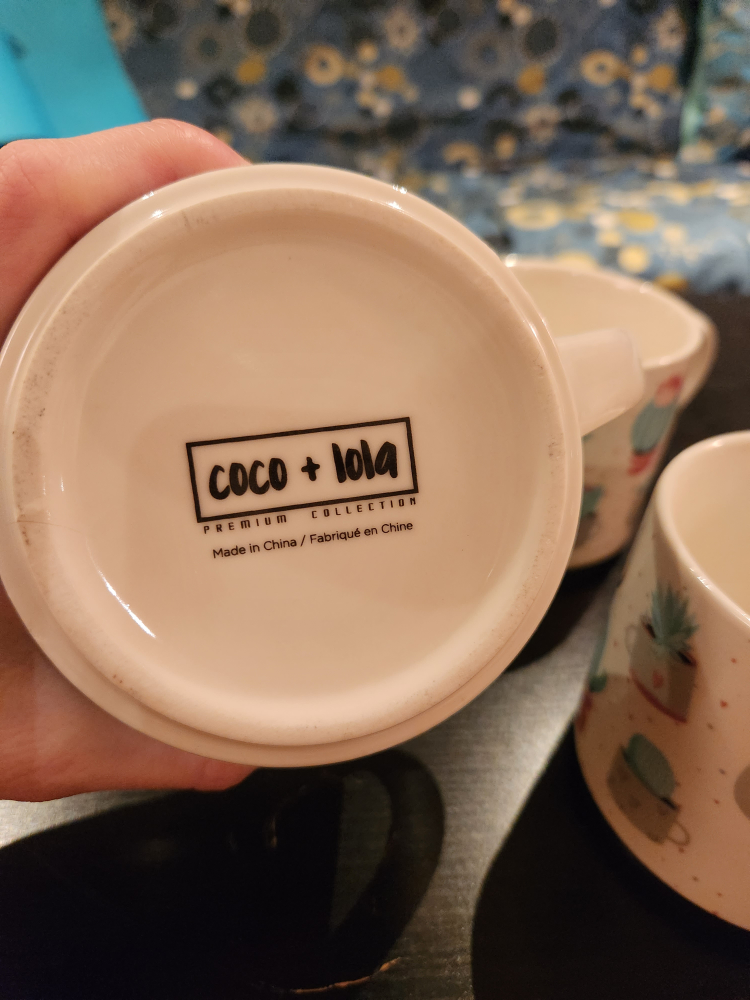 coco + lola
PREMIUM COLLECTION
Made in China / Fabriqué en Chine